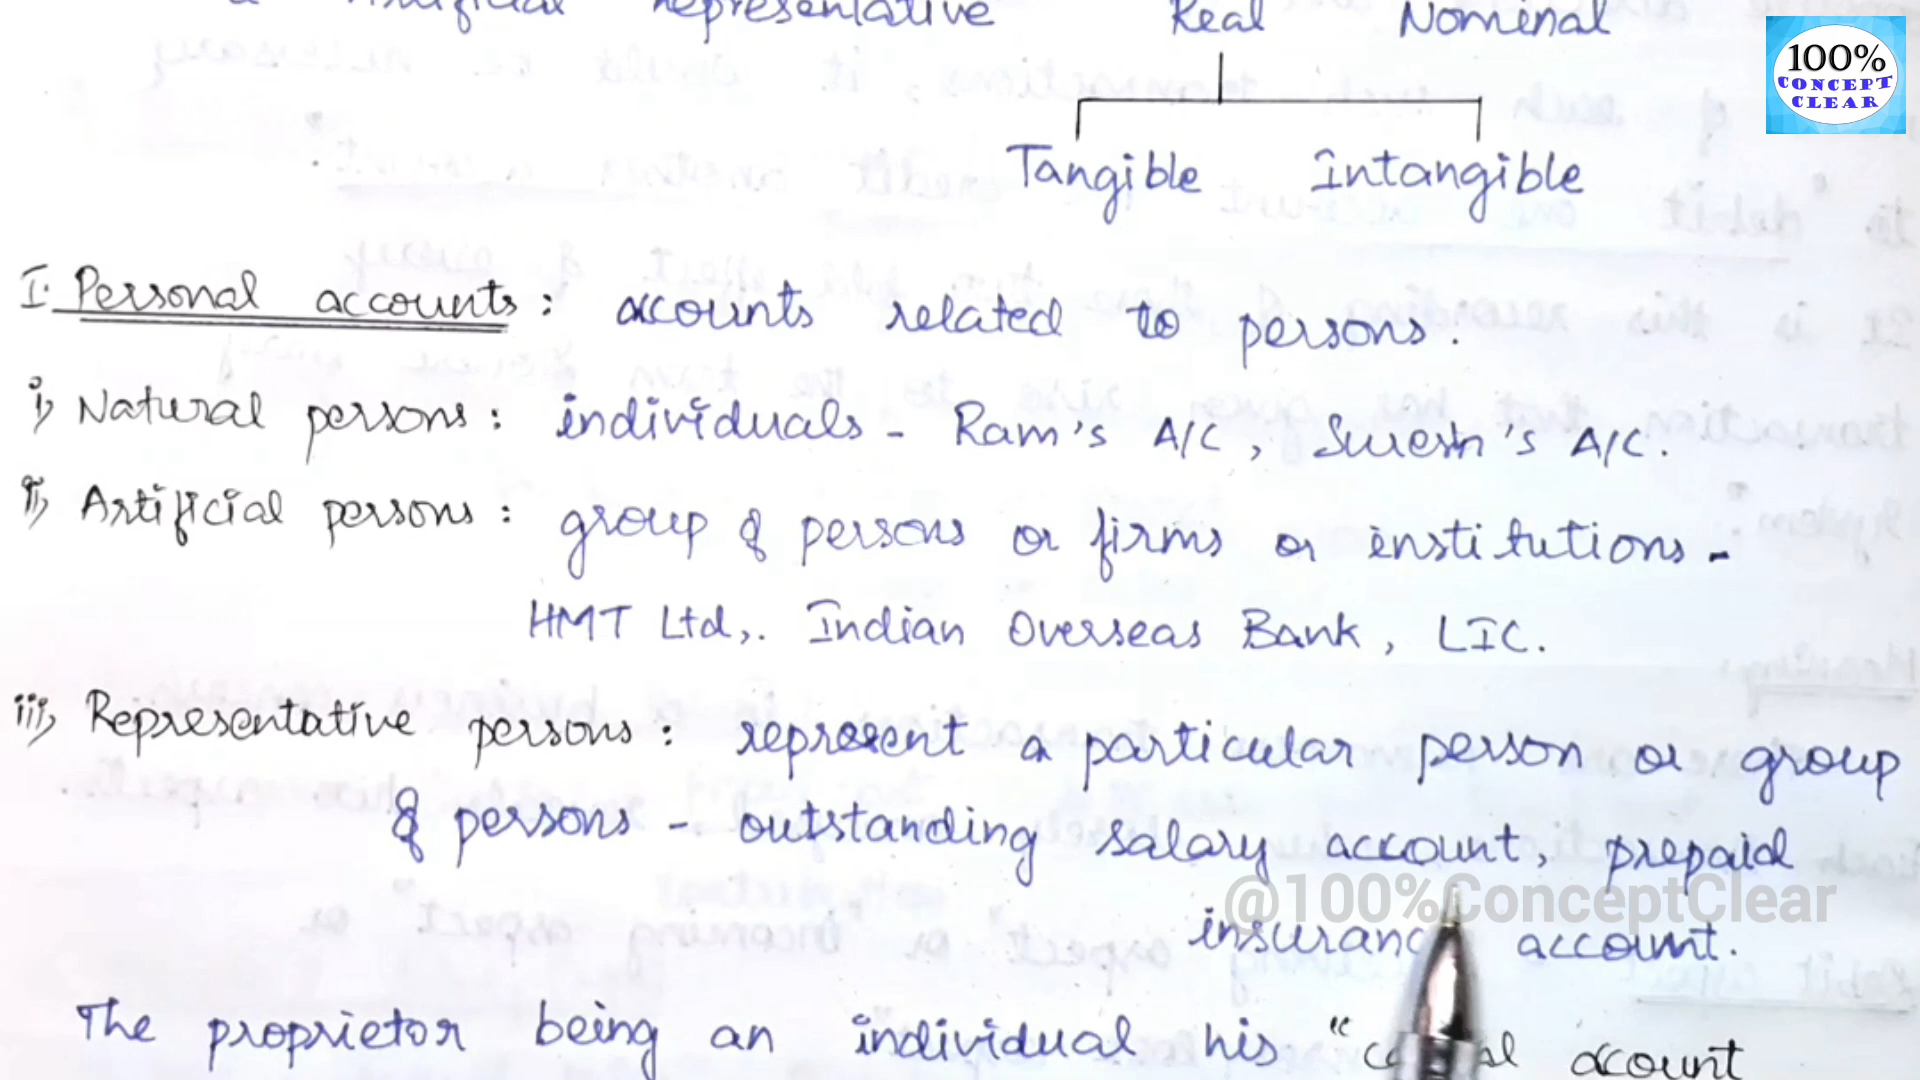 Artificial representative Real Nominal
Tangible Intangible
I. Personal accounts: accounts related to persons.
i) Natural persons: individuals - Ram's A/C, Suresh's A/C.
ii) Artificial persons: group of persons or firms or institutions -
HMT Ltd,. Indian Overseas Bank, LIC.
iii) Representative persons: represent a particular person or group
of persons - outstanding salary account, prepaid
insurance account.
The proprietor being an individual his " account
100%
CONCEPT
CLEAR
@100%ConceptClear